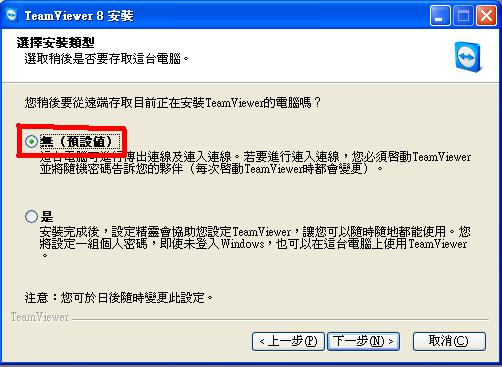 TeamViewer 8 安裝
選擇安裝類型
選取稍後是否要存取這台電腦。
您稍後要從遠端存取目前正在安裝TeamViewer的電腦嗎？
無（預設值）
這台電腦可進行傳出連線及連入連線。若要進行連入連線，您必須啟動TeamViewer
並將隨機密碼告訴您的夥伴（每次啟動TeamViewer時都會變更）。
是
安裝完成後，設定精靈會協助您設定TeamViewer，讓您可以隨時隨地都能使用。您
將設定一組個人密碼，即使未登入Windows，也可以在這台電腦上使用TeamViewer
。
注意：您可於日後隨時變更此設定。
TeamViewer
<上一步(P) 下一步(N)> 取消(C)